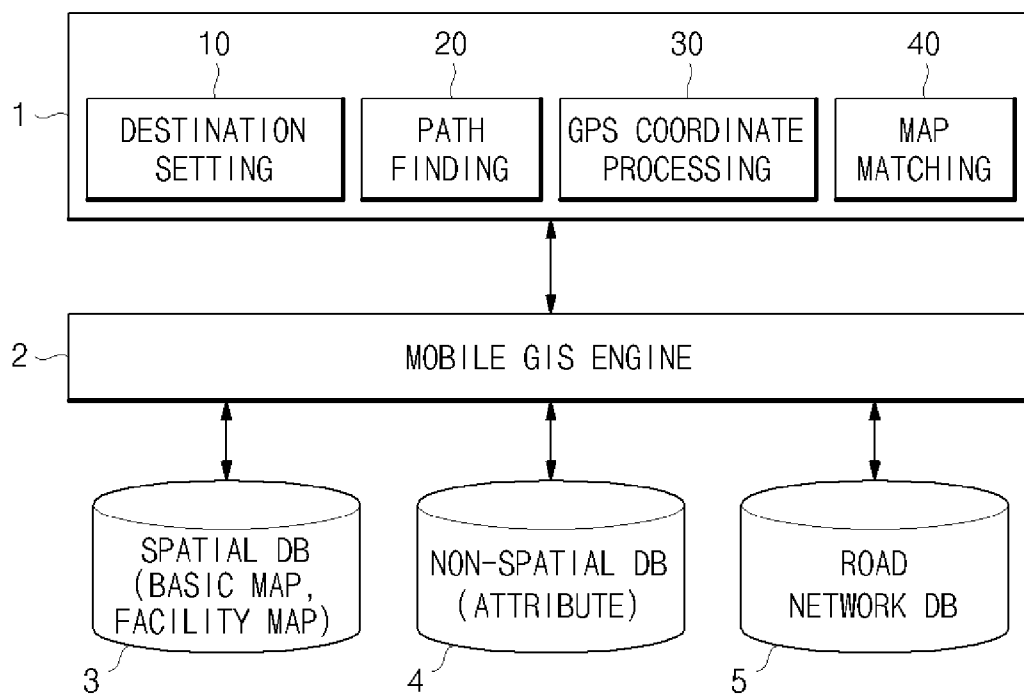 10
20
30
40
1
DESTINATION
SETTING
PATH
FINDING
GPS COORDINATE
PROCESSING
MAP
MATCHING
2
MOBILE GIS ENGINE
SPATIAL DB
(BASIC MAP,
FACILITY MAP)
NON-SPATIAL DB
(ATTRIBUTE)
ROAD
NETWORK DB
3
4
5